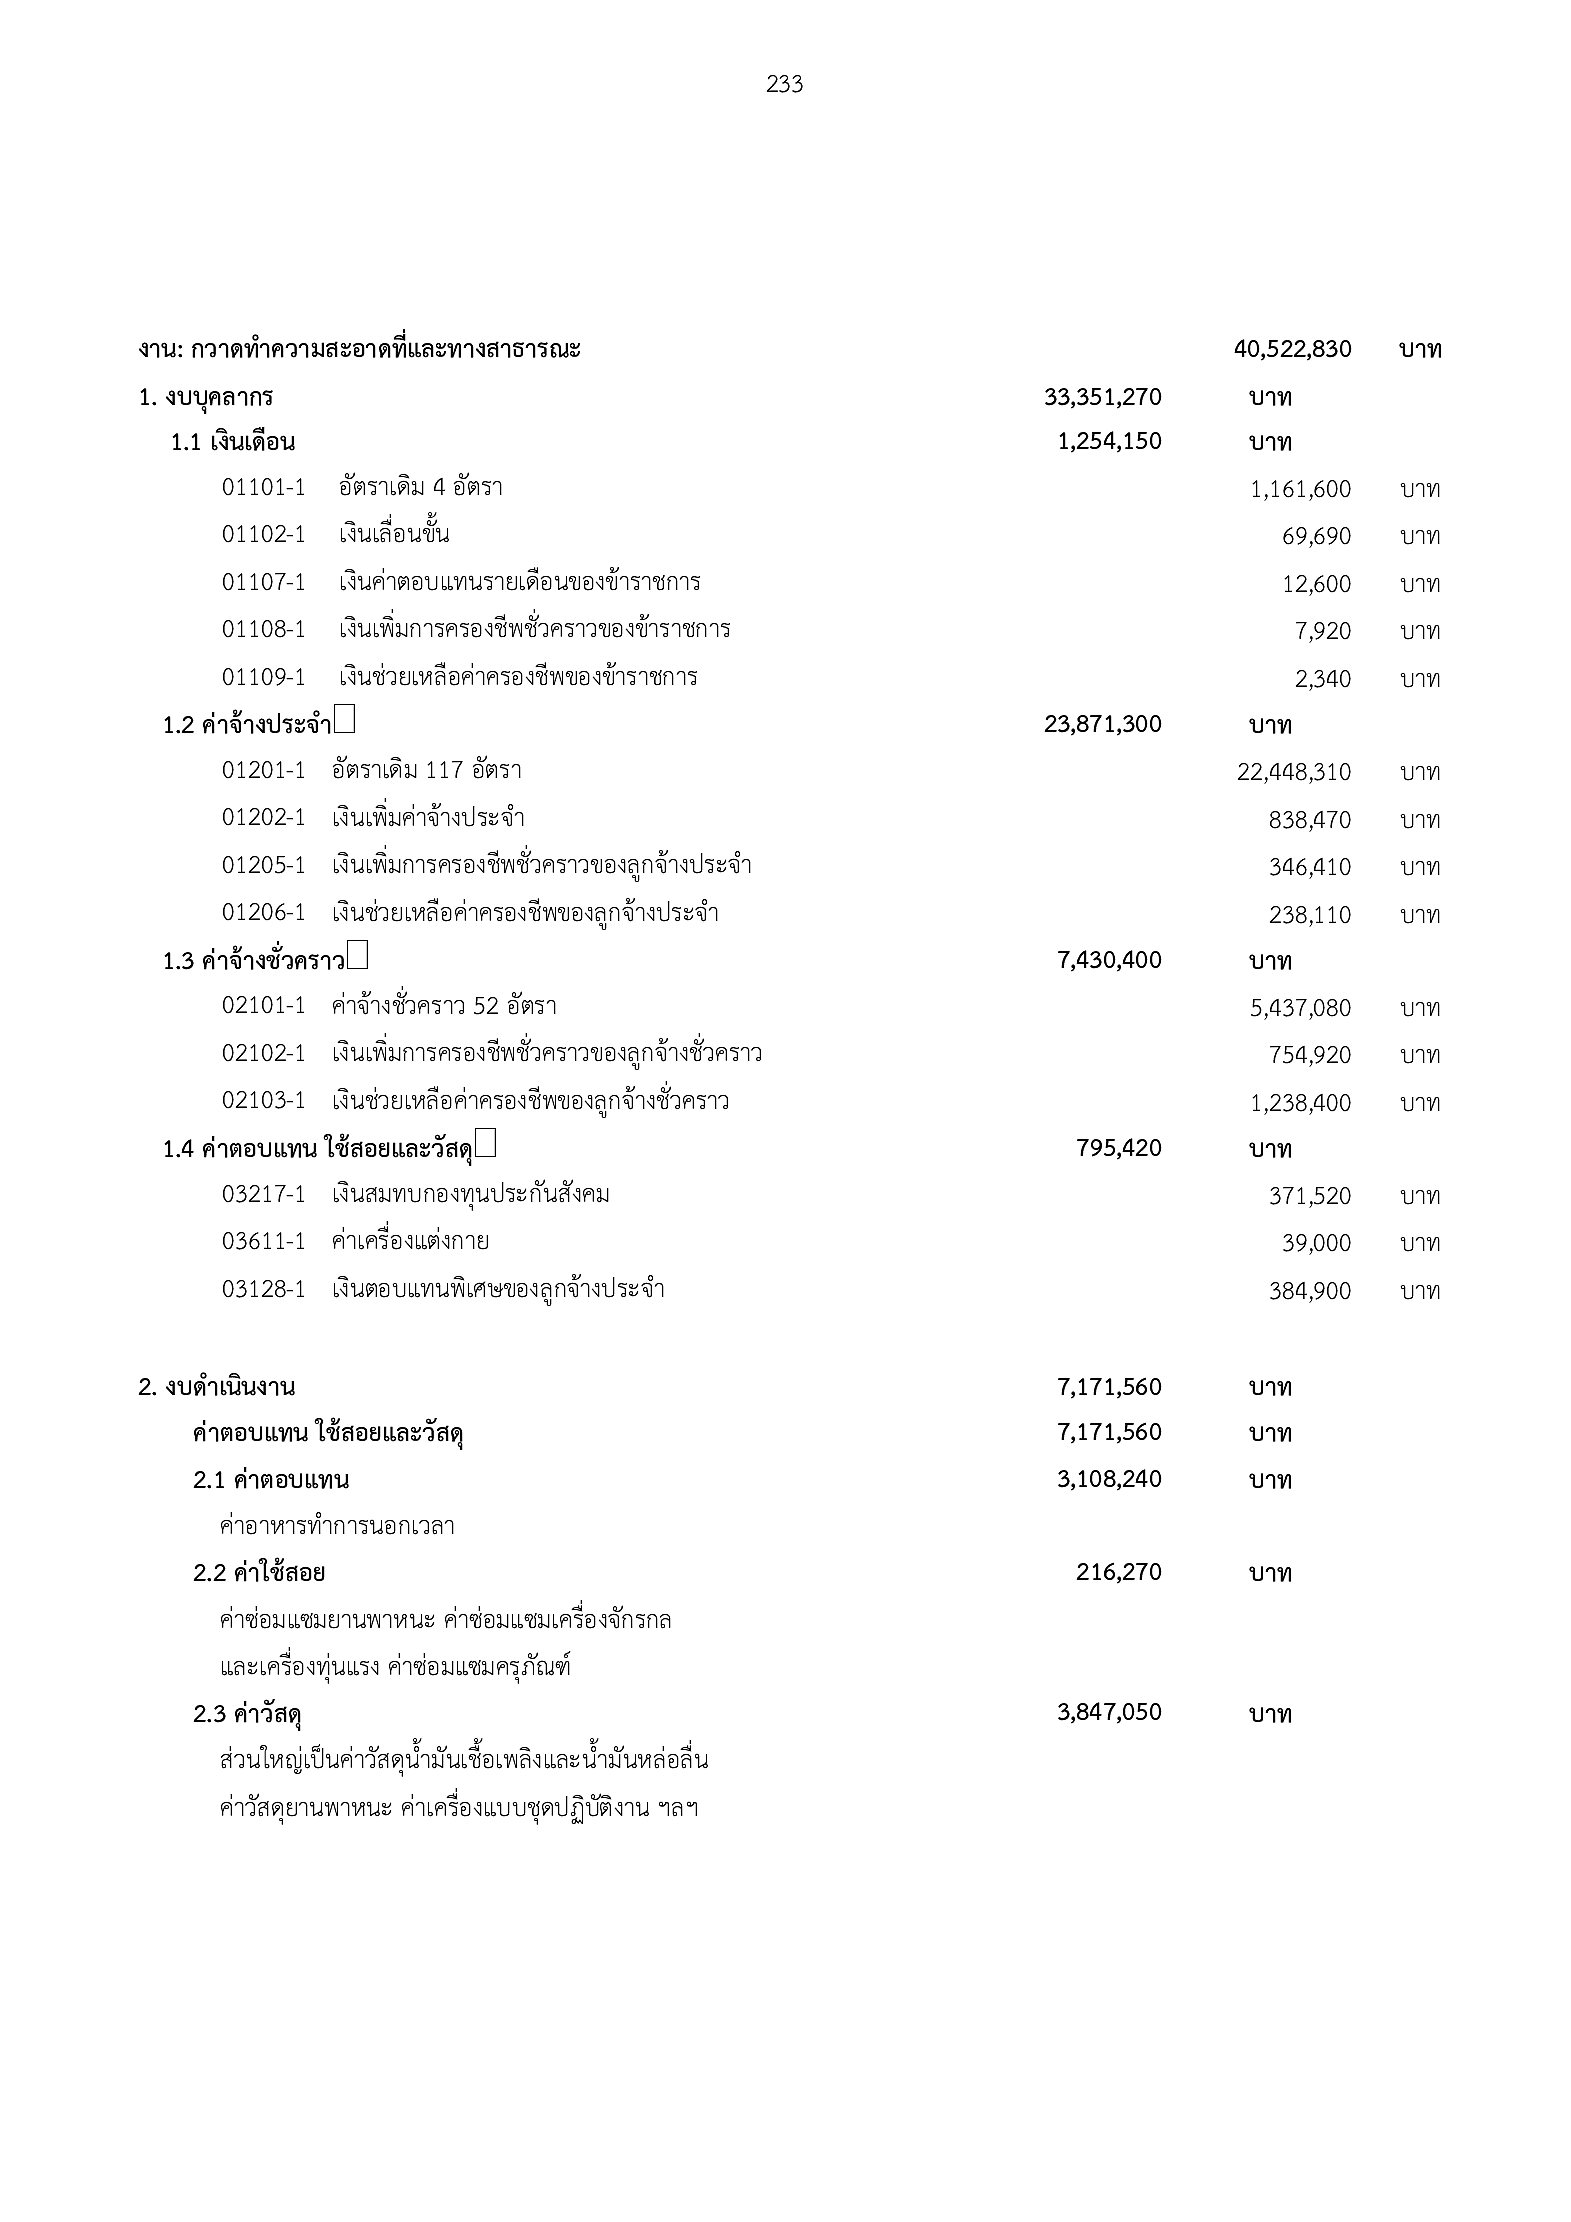 233
งาน: กวาดทำความสะอาดที่และทางสาธารณะ 40,522,830 บาท
1. งบบุคลากร 33,351,270 บาท
1.1 เงินเดือน 1,254,150 บาท
01101-1 อัตราเดิม 4 อัตรา 1,161,600 บาท
01102-1 เงินเลื่อนขั้น 69,690 บาท
01107-1 เงินค่าตอบแทนรายเดือนของข้าราชการ 12,600 บาท
01108-1 เงินเพิ่มการครองชีพชั่วคราวของข้าราชการ 7,920 บาท
01109-1 เงินช่วยเหลือค่าครองชีพของข้าราชการ 2,340 บาท
1.2 ค่าจ้างประจำ 23,871,300 บาท
01201-1 อัตราเดิม 117 อัตรา 22,448,310 บาท
01202-1 เงินเพิ่มค่าจ้างประจำ 838,470 บาท
01205-1 เงินเพิ่มการครองชีพชั่วคราวของลูกจ้างประจำ 346,410 บาท
01206-1 เงินช่วยเหลือค่าครองชีพของลูกจ้างประจำ 238,110 บาท
1.3 ค่าจ้างชั่วคราว 7,430,400 บาท
02101-1 ค่าจ้างชั่วคราว 52 อัตรา 5,437,080 บาท
02102-1 เงินเพิ่มการครองชีพชั่วคราวของลูกจ้างชั่วคราว 754,920 บาท
02103-1 เงินช่วยเหลือค่าครองชีพของลูกจ้างชั่วคราว 1,238,400 บาท
1.4 ค่าตอบแทน ใช้สอยและวัสดุ 795,420 บาท
03217-1 เงินสมทบกองทุนประกันสังคม 371,520 บาท
03611-1 ค่าเครื่องแต่งกาย 39,000 บาท
03128-1 เงินตอบแทนพิเศษของลูกจ้างประจำ 384,900 บาท
2. งบดำเนินงาน 7,171,560 บาท
ค่าตอบแทน ใช้สอยและวัสดุ 7,171,560 บาท
2.1 ค่าตอบแทน 3,108,240 บาท
ค่าอาหารทำการนอกเวลา
2.2 ค่าใช้สอย 216,270 บาท
ค่าซ่อมแซมยานพาหนะ ค่าซ่อมแซมเครื่องจักรกล
และเครื่องทุ่นแรง ค่าซ่อมแซมครุภัณฑ์
2.3 ค่าวัสดุ 3,847,050 บาท
ส่วนใหญ่เป็นค่าวัสดุน้ำมันเชื้อเพลิงและน้ำมันหล่อลื่น
ค่าวัสดุยานพาหนะ ค่าเครื่องแบบชุดปฏิบัติงาน ฯลฯ